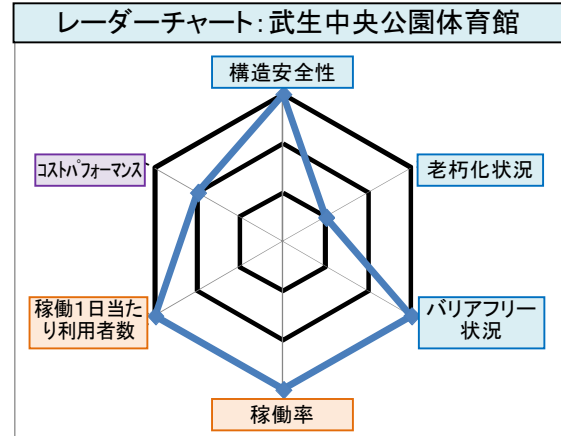 レーダーチャート：武生中央公園体育館
構造安全性
老朽化状況
バリアフリー
状況
稼働率
稼働１日当た
り利用者数
ｺｽﾄﾊﾟﾌｫｰﾏﾝｽ